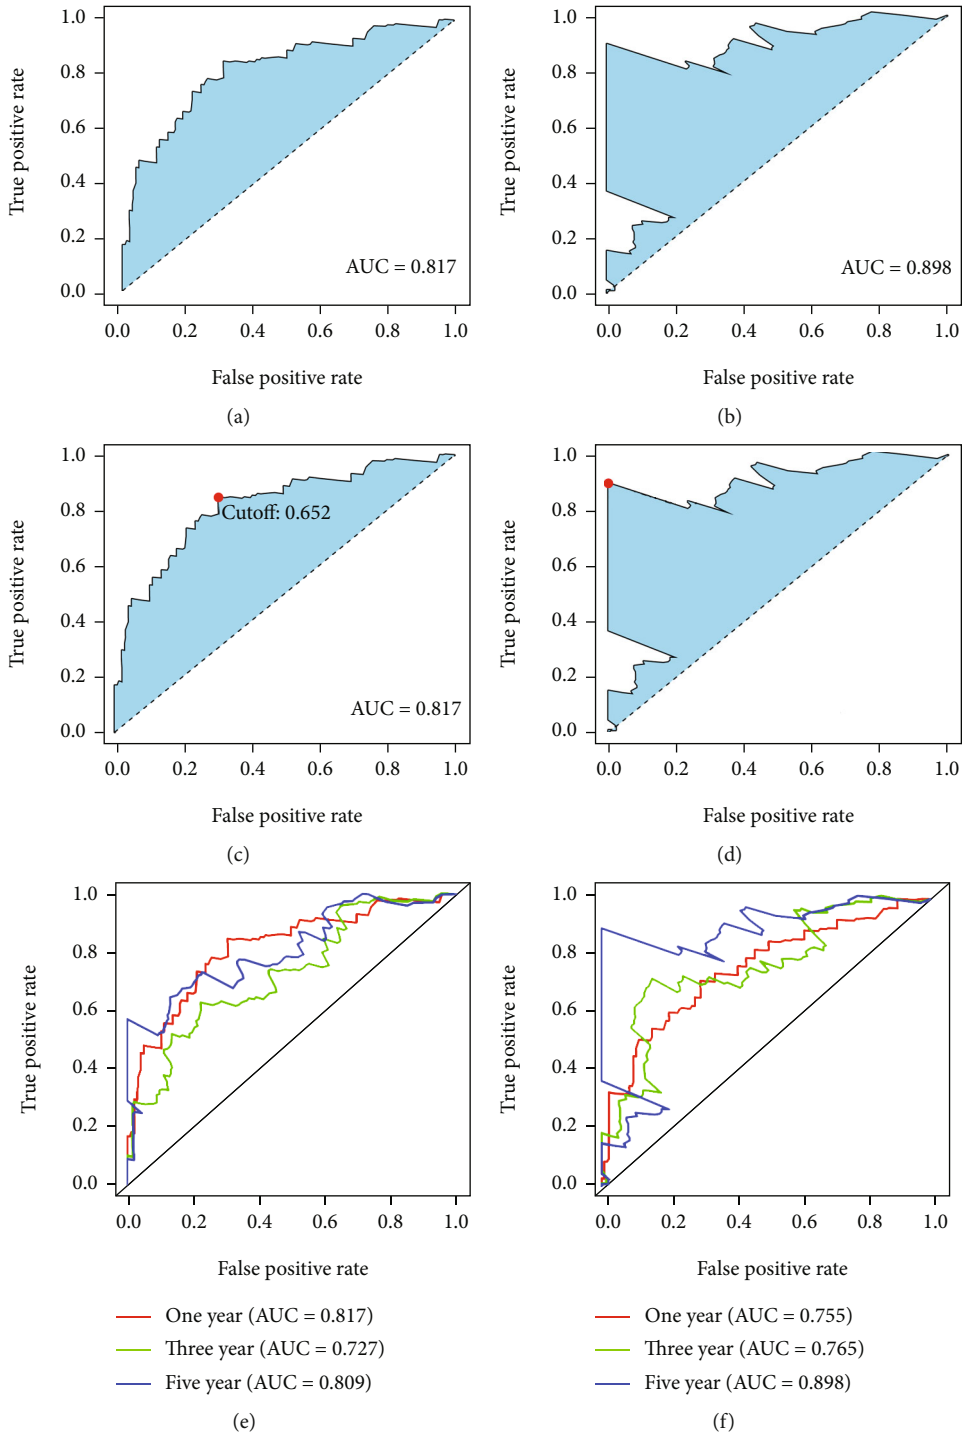 True positive rate
1.0
0.8
0.6
0.4
0.2
0.0
AUC = 0.817
0.0 0.2 0.4 0.6 0.8 1.0
False positive rate
(a)
True positive rate
1.0
0.8
0.6
0.4
0.2
0.0
AUC = 0.898
0.0 0.2 0.4 0.6 0.8 1.0
False positive rate
(b)
True positive rate
1.0
0.8
0.6
0.4
0.2
0.0
Cutoff: 0.652
AUC = 0.817
0.0 0.2 0.4 0.6 0.8 1.0
False positive rate
(c)
True positive rate
1.0
0.8
0.6
0.4
0.2
0.0
0.0 0.2 0.4 0.6 0.8 1.0
False positive rate
(d)
True positive rate
1.0
0.8
0.6
0.4
0.2
0.0
0.0 0.2 0.4 0.6 0.8 1.0
False positive rate
One year (AUC = 0.817)
Three year (AUC = 0.727)
Five year (AUC = 0.809)
(e)
True positive rate
1.0
0.8
0.6
0.4
0.2
0.0
0.0 0.2 0.4 0.6 0.8 1.0
False positive rate
One year (AUC = 0.755)
Three year (AUC = 0.765)
Five year (AUC = 0.898)
(f)